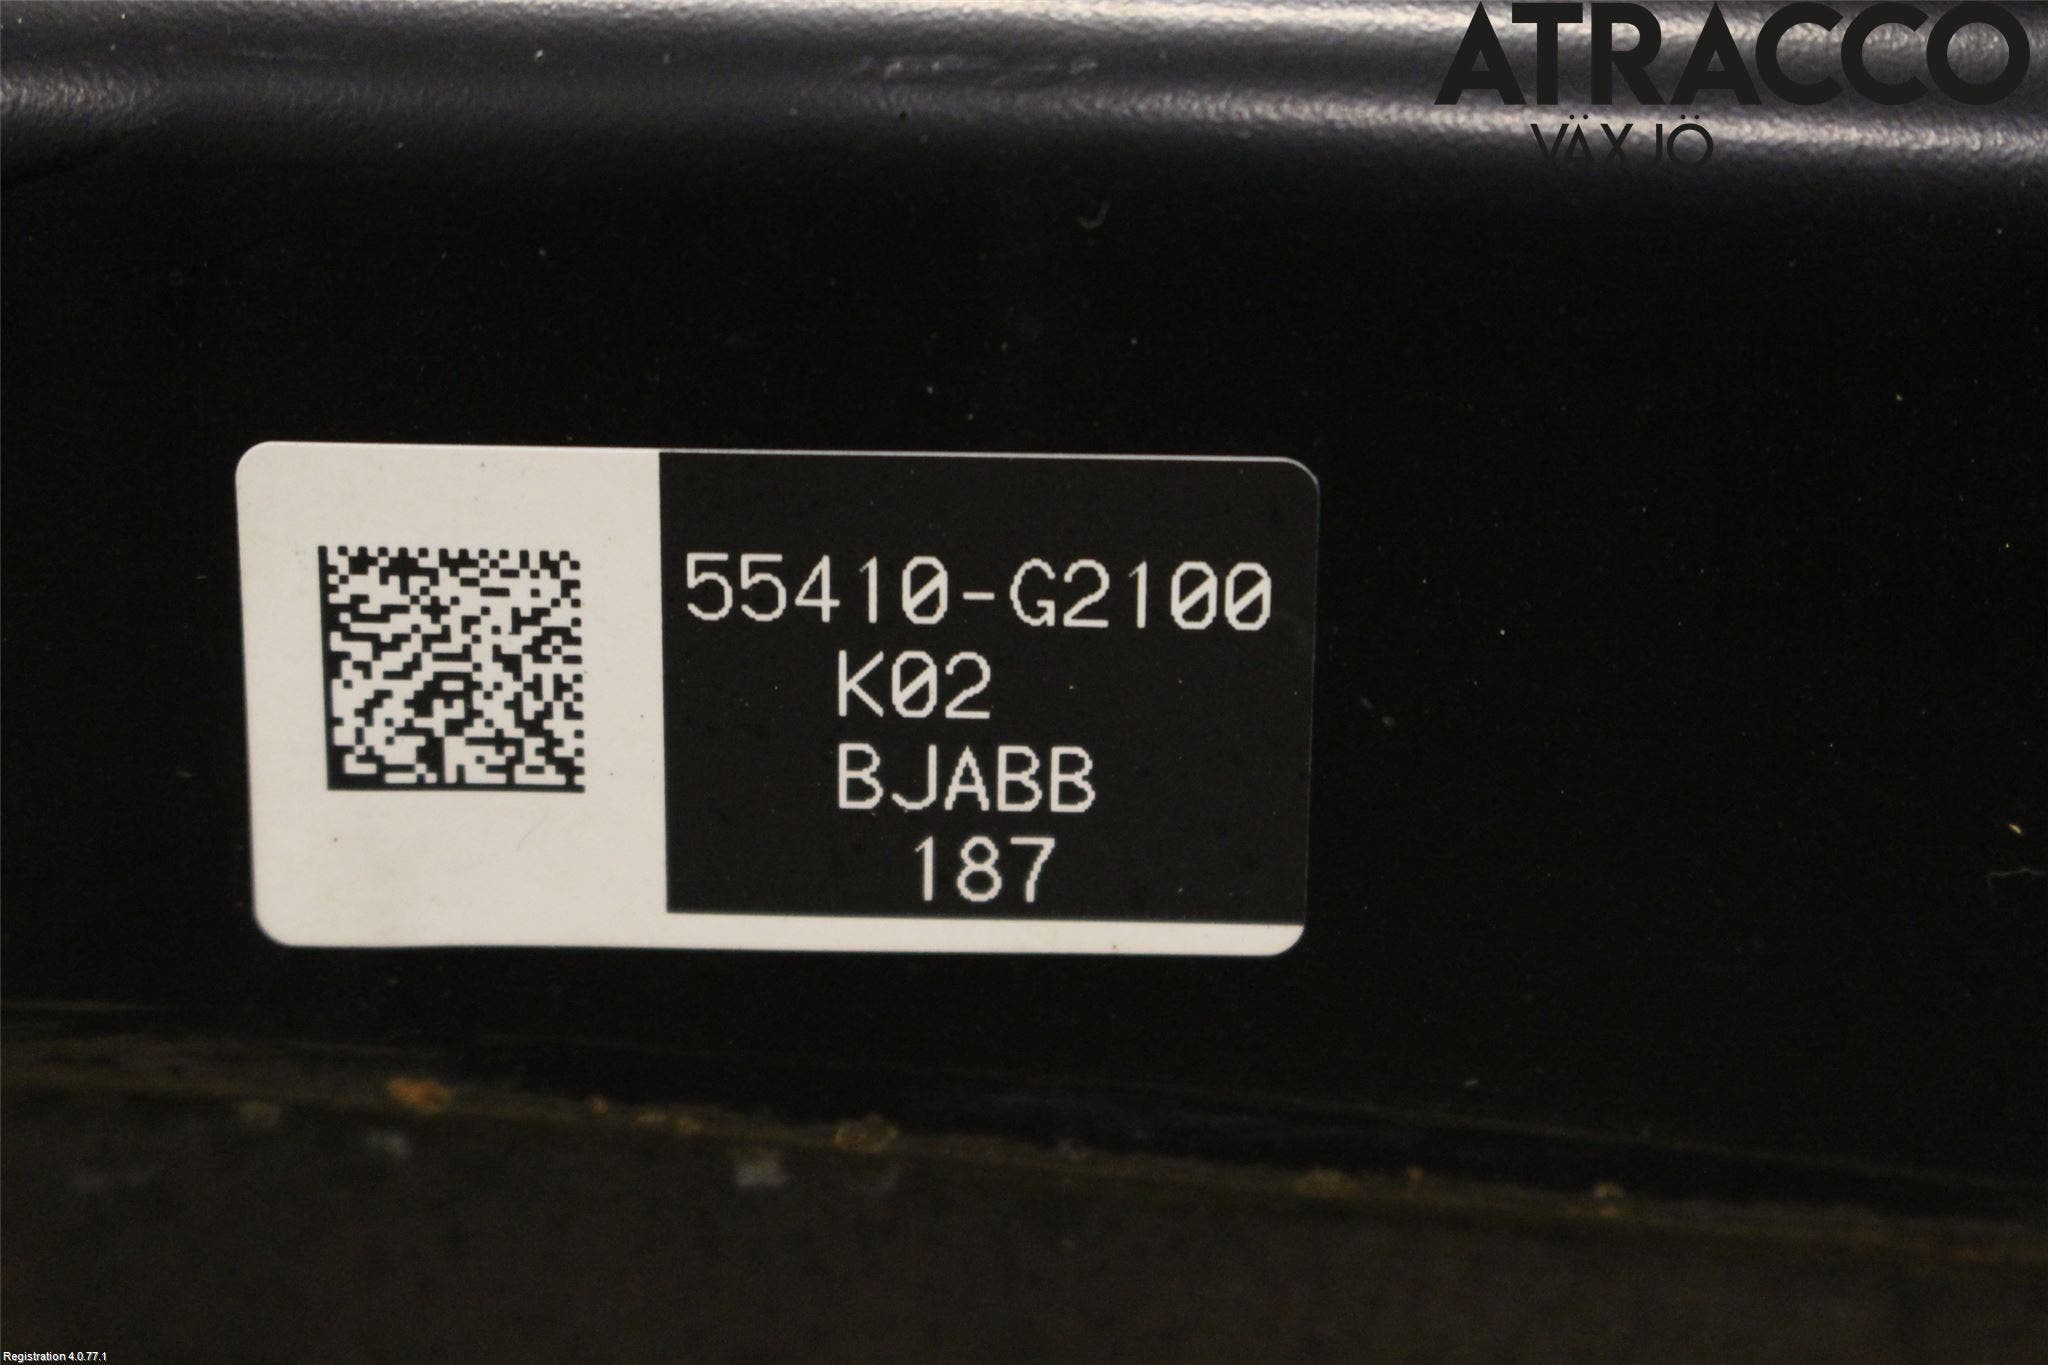 ATRACCO
VÄXJÖ
55410-G2100
K02
BJABB
187
Registration 4.0.77.1